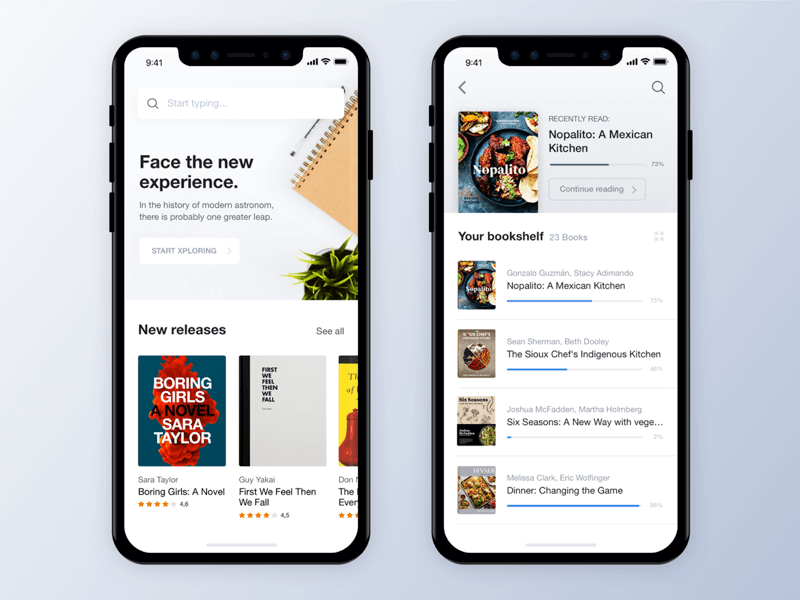 9:41
Start typing...
Face the new
experience.
In the history of modern astronom,
there is probably one greater leap.
START XPLORING
New releases
See all
BORING
GIRLS
A NOVEL
SARA
TAYLOR
Sara Taylor
Boring Girls: A Novel
4,6
FIRST
WE
FEEL
THEN
WE
FALL
Guy Yakai
First We Feel Then
We Fall
4,5
Don N
The
Every
9:41
Nopalito
RECENTLY READ:
Nopalito: A Mexican
Kitchen
73%
Continue reading
Your bookshelf
23 Books
Nopalito
Gonzalo Guzmán, Stacy Adimando
Nopalito: A Mexican Kitchen
73%
Sean Sherman, Beth Dooley
The Sioux Chef's Indigenous Kitchen
46%
Six Seasons
Joshua
McFadden
Joshua McFadden, Martha Holmberg
Six Seasons: A New Way with vege...
2%
DINNER
Melissa Clark, Eric Wolfinger
Dinner: Changing the Game
98%